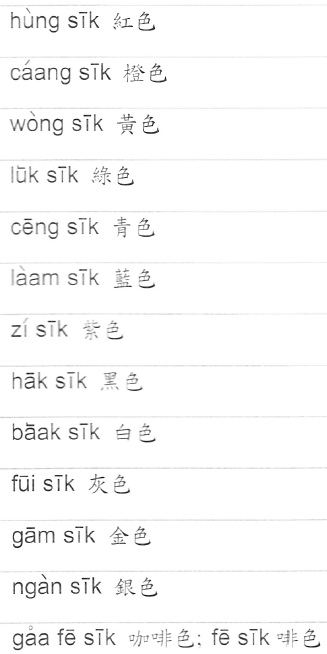 hùng sīk 紅色
cáang sīk 橙色
wòng sīk 黃色
lūk sīk 綠色
cēng sīk 青色
làam sīk 藍色
zí sīk 紫色
hāk sīk 黑色
bāak sīk 白色
fūi sīk 灰色
gām sīk 金色
ngàn sīk 銀色
gåa fē sīk 咖啡色; fē sīk 啡色